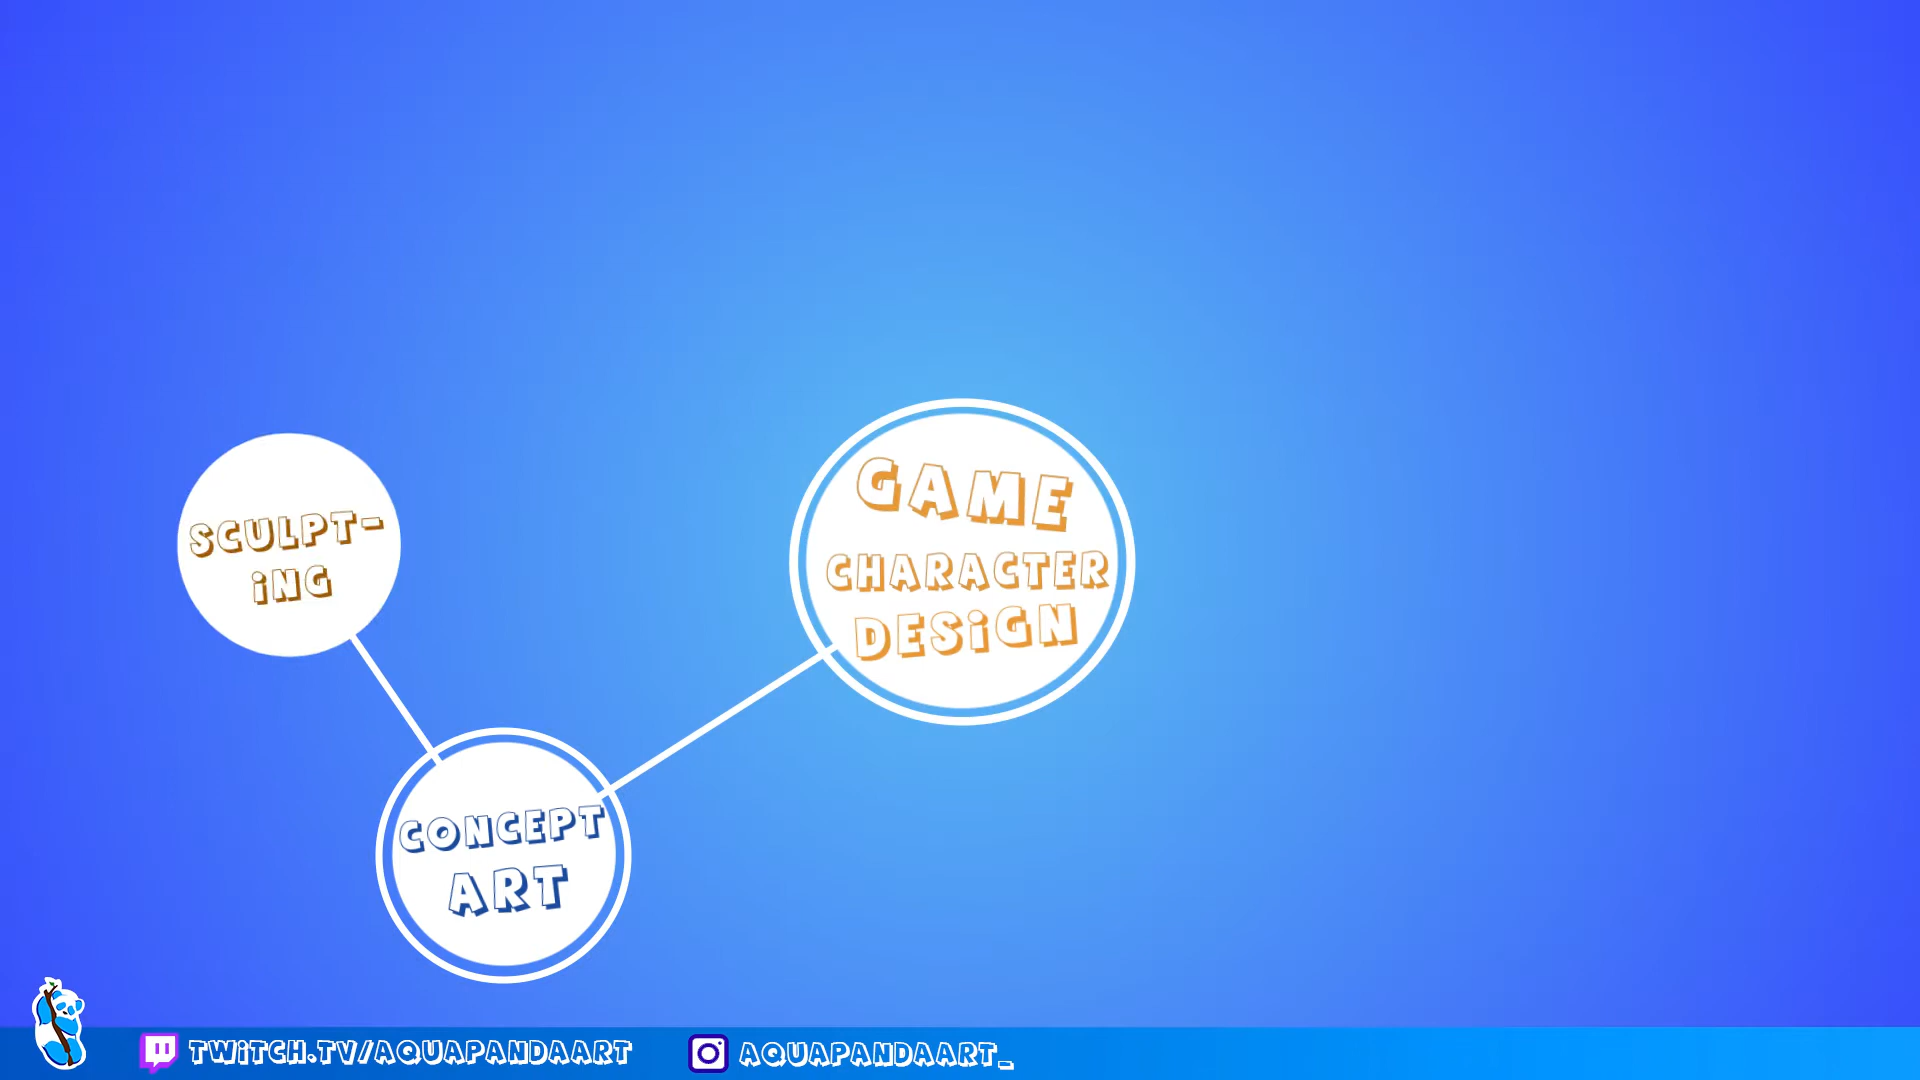 GAME
CHARACTER
DESiGN
SCULPT-
iNG
CONCEPT
ART
TWiTCH.TV/AQUAPANDAART
AQUAPANDAART_